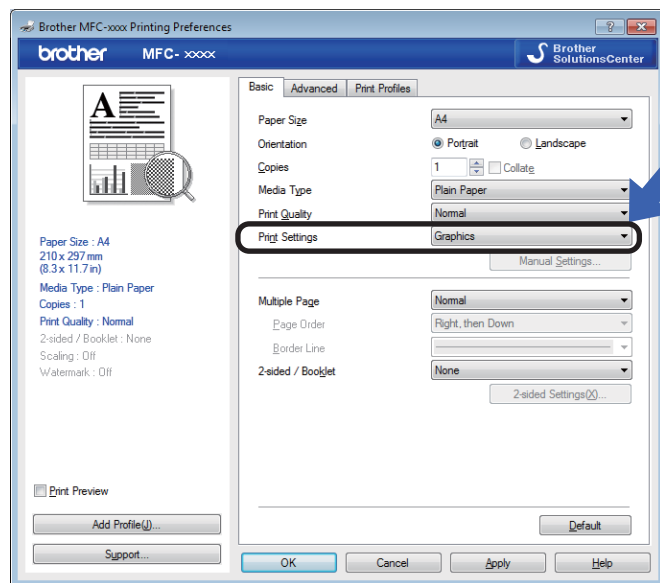 Brother MFC-xxxx Printing Preferences
brother MFC- xxxx
Brother
SolutionsCenter
A
Paper Size : A4
210 x 297 mm
(8.3 x 11.7 in)
Media Type : Plain Paper
Copies : 1
Print Quality : Normal
2-sided / Booklet : None
Scaling : Off
Watermark : Off
Print Preview
Add Profile(J)...
Support...
Basic Advanced Print Profiles
Paper Size A4
Orientation Portrait Landscape
Copies 1 Collate
Media Type Plain Paper
Print Quality Normal
Print Settings Graphics
Manual Settings...
Multiple Page Normal
Page Order Right, then Down
Border Line
2-sided / Booklet None
2-sided Settings(X)...
Default
OK Cancel Apply Help